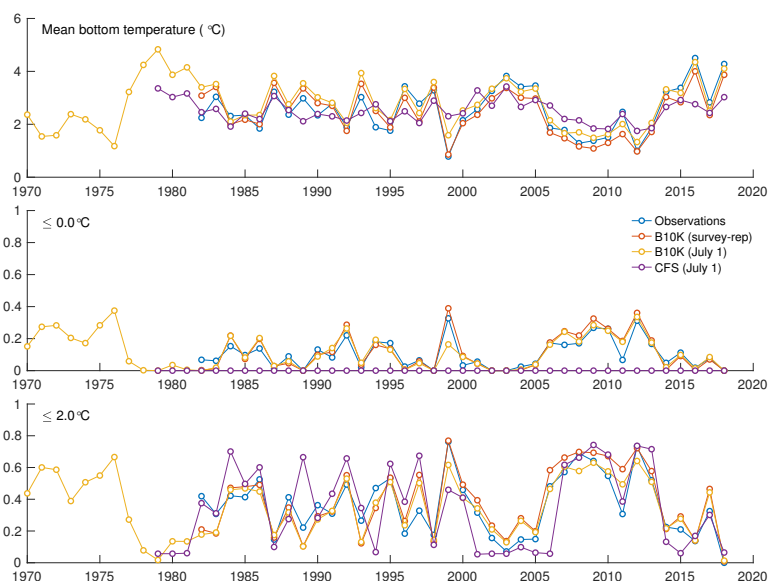 Mean bottom temperature ( °C)
6
4
2
0
1970 1975 1980 1985 1990 1995 2000 2005 2010 2015 2020
≤ 0.0°C
Observations
B10K (survey-rep)
B10K (July 1)
CFS (July 1)
1
0.8
0.6
0.4
0.2
0
1970 1975 1980 1985 1990 1995 2000 2005 2010 2015 2020
≤ 2.0°C
1
0.8
0.6
0.4
0.2
0
1970 1975 1980 1985 1990 1995 2000 2005 2010 2015 2020